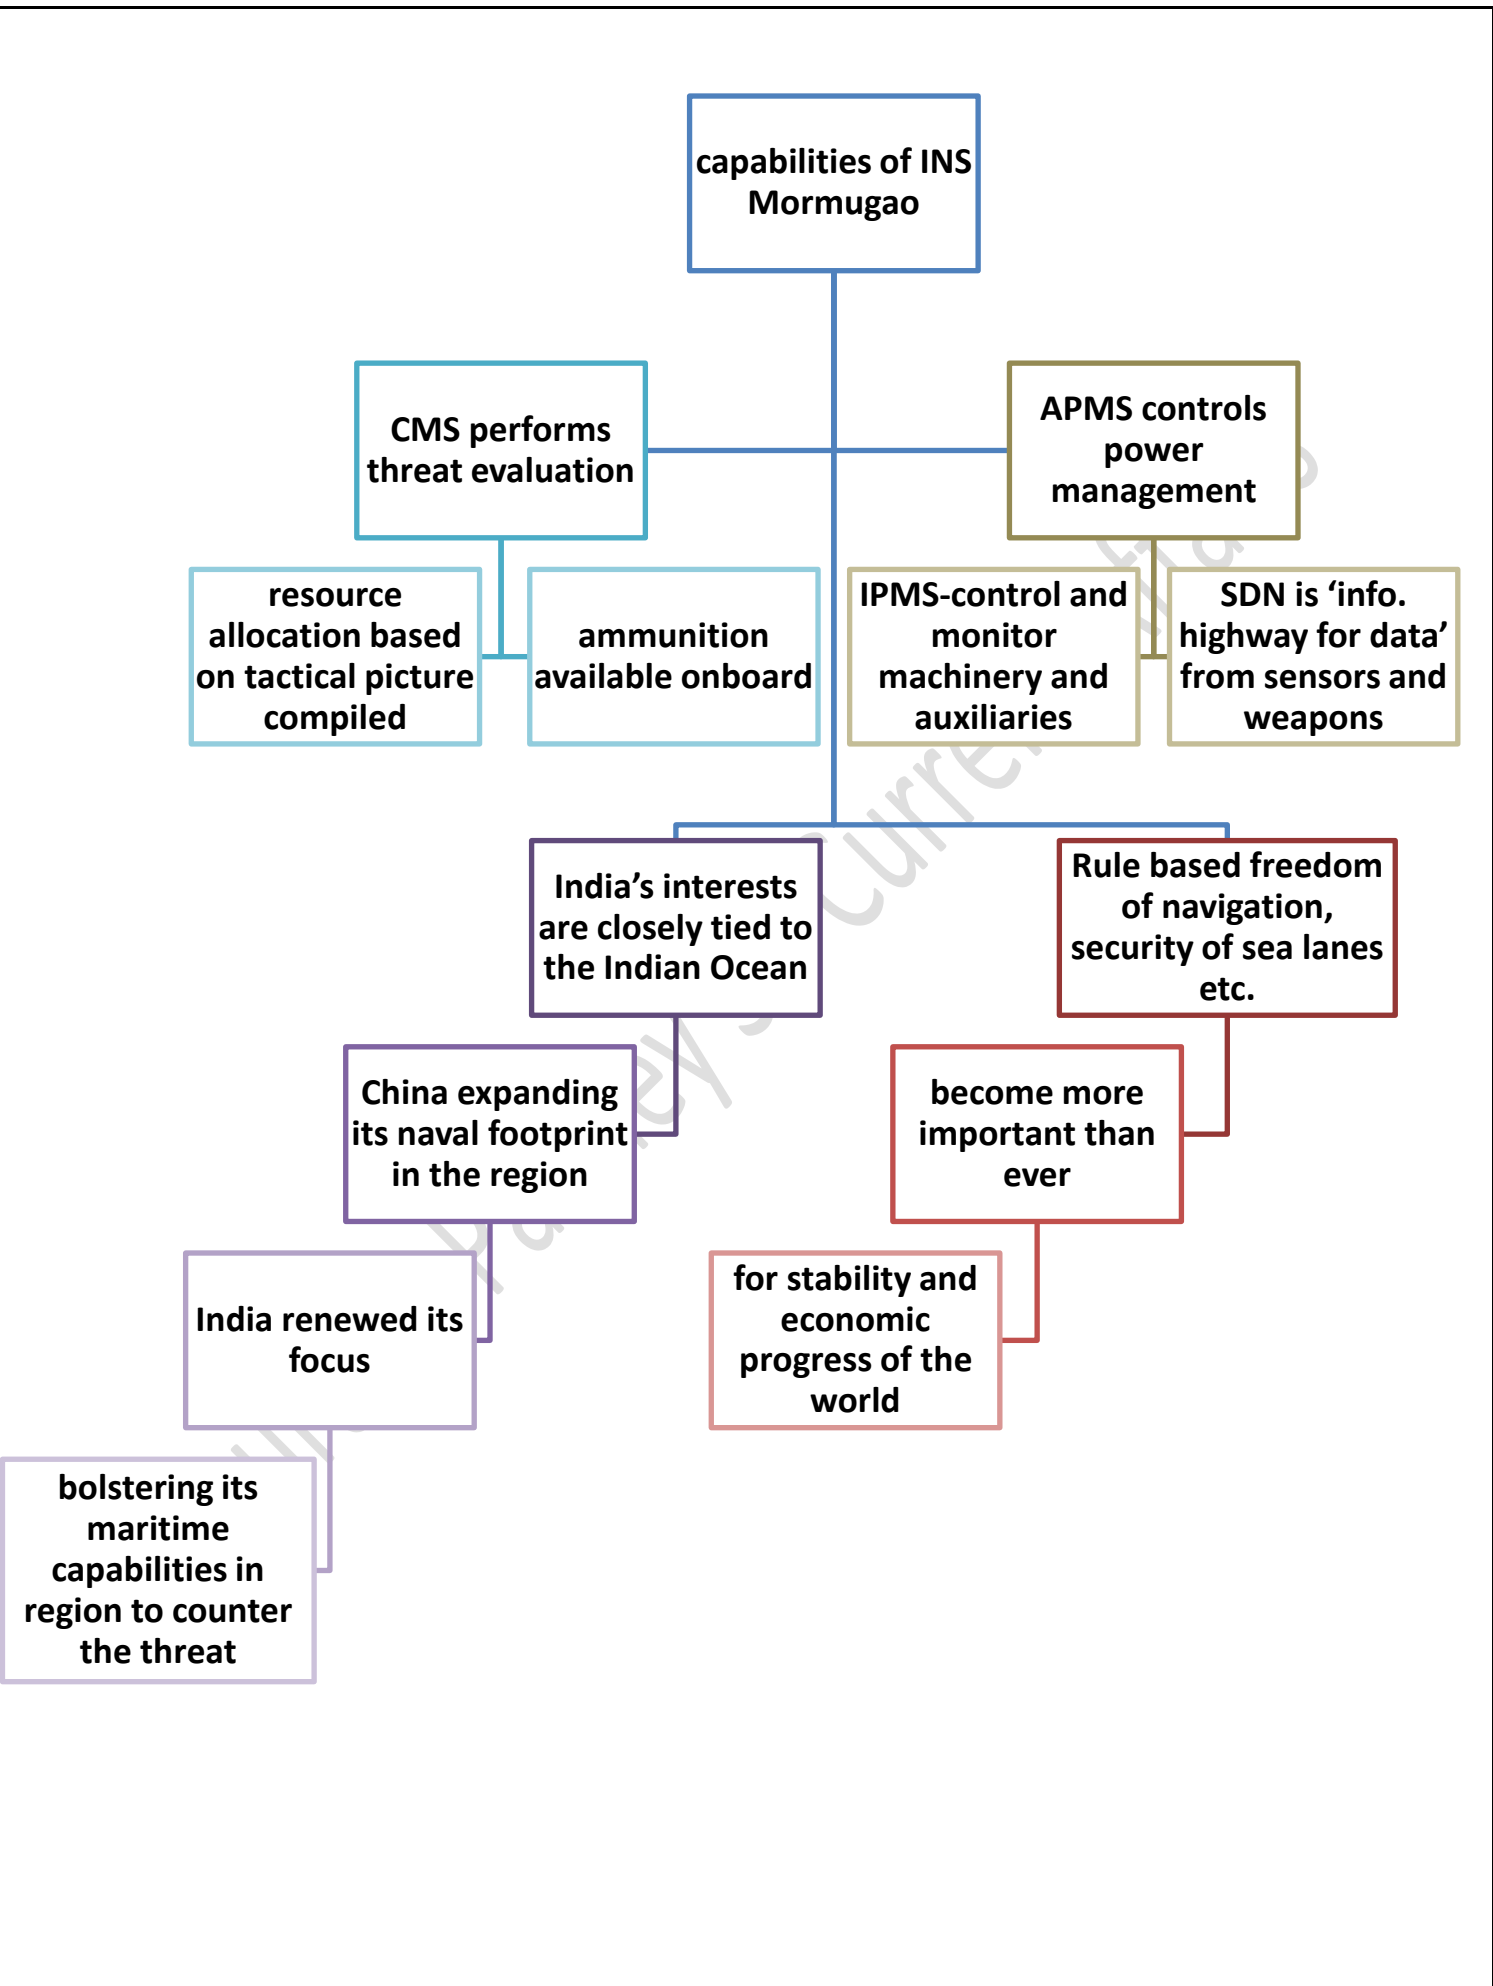 capabilities of INS
Mormugao
CMS performs
threat evaluation
APMS controls
power
management
resource
allocation based
on tactical picture
compiled
ammunition
available onboard
IPMS-control and
monitor
machinery and
auxiliaries
SDN is ‘info.
highway for data’
from sensors and
weapons
India’s interests
are closely tied to
the Indian Ocean
Rule based freedom
of navigation,
security of sea lanes
etc.
China expanding
its naval footprint
in the region
become more
important than
ever
India renewed its
focus
for stability and
economic
progress of the
world
bolstering its
maritime
capabilities in
region to counter
the threat